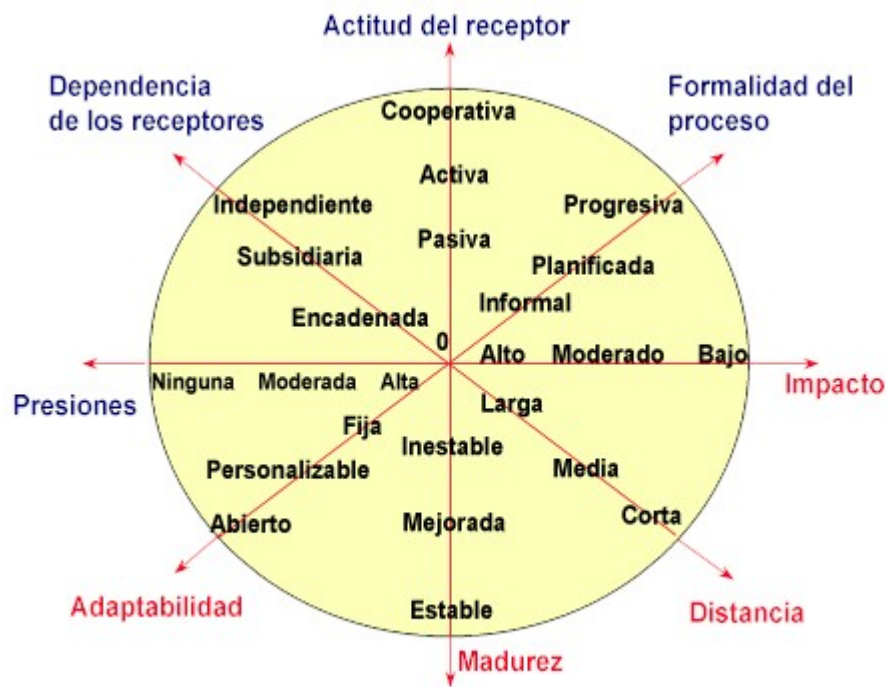 Actitud del receptor
Dependencia
de los receptores
Formalidad del
proceso
Cooperativa
Activa
Independiente
Progresiva
Pasiva
Subsidiaria
Planificada
Informal
Encadenada
0
Alto Moderado Bajo
Ninguna Moderada Alta
Impacto
Presiones
Larga
Fija
Inestable
Personalizable
Media
Abierto
Mejorada
Corta
Adaptabilidad
Estable
Distancia
Madurez